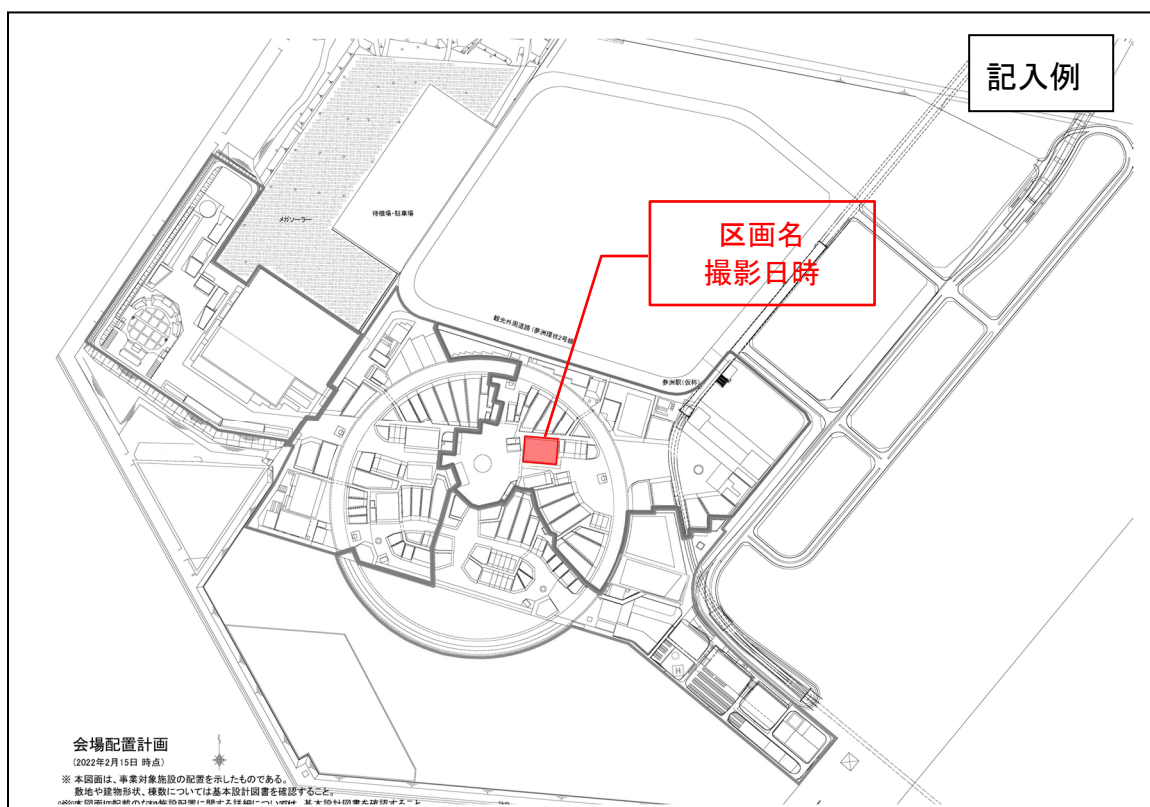 記入例
区画名
撮影日時
メガソーラー
待機場・駐車場
観光外周道路(夢洲環状2号線
夢洲駅(仮称)
H
会場配置計画
(2022年2月15日 時点)
※ 本図面は、事業対象施設の配置を示したものである。
敷地や建物形状、棟数については基本設計図書を確認すること。